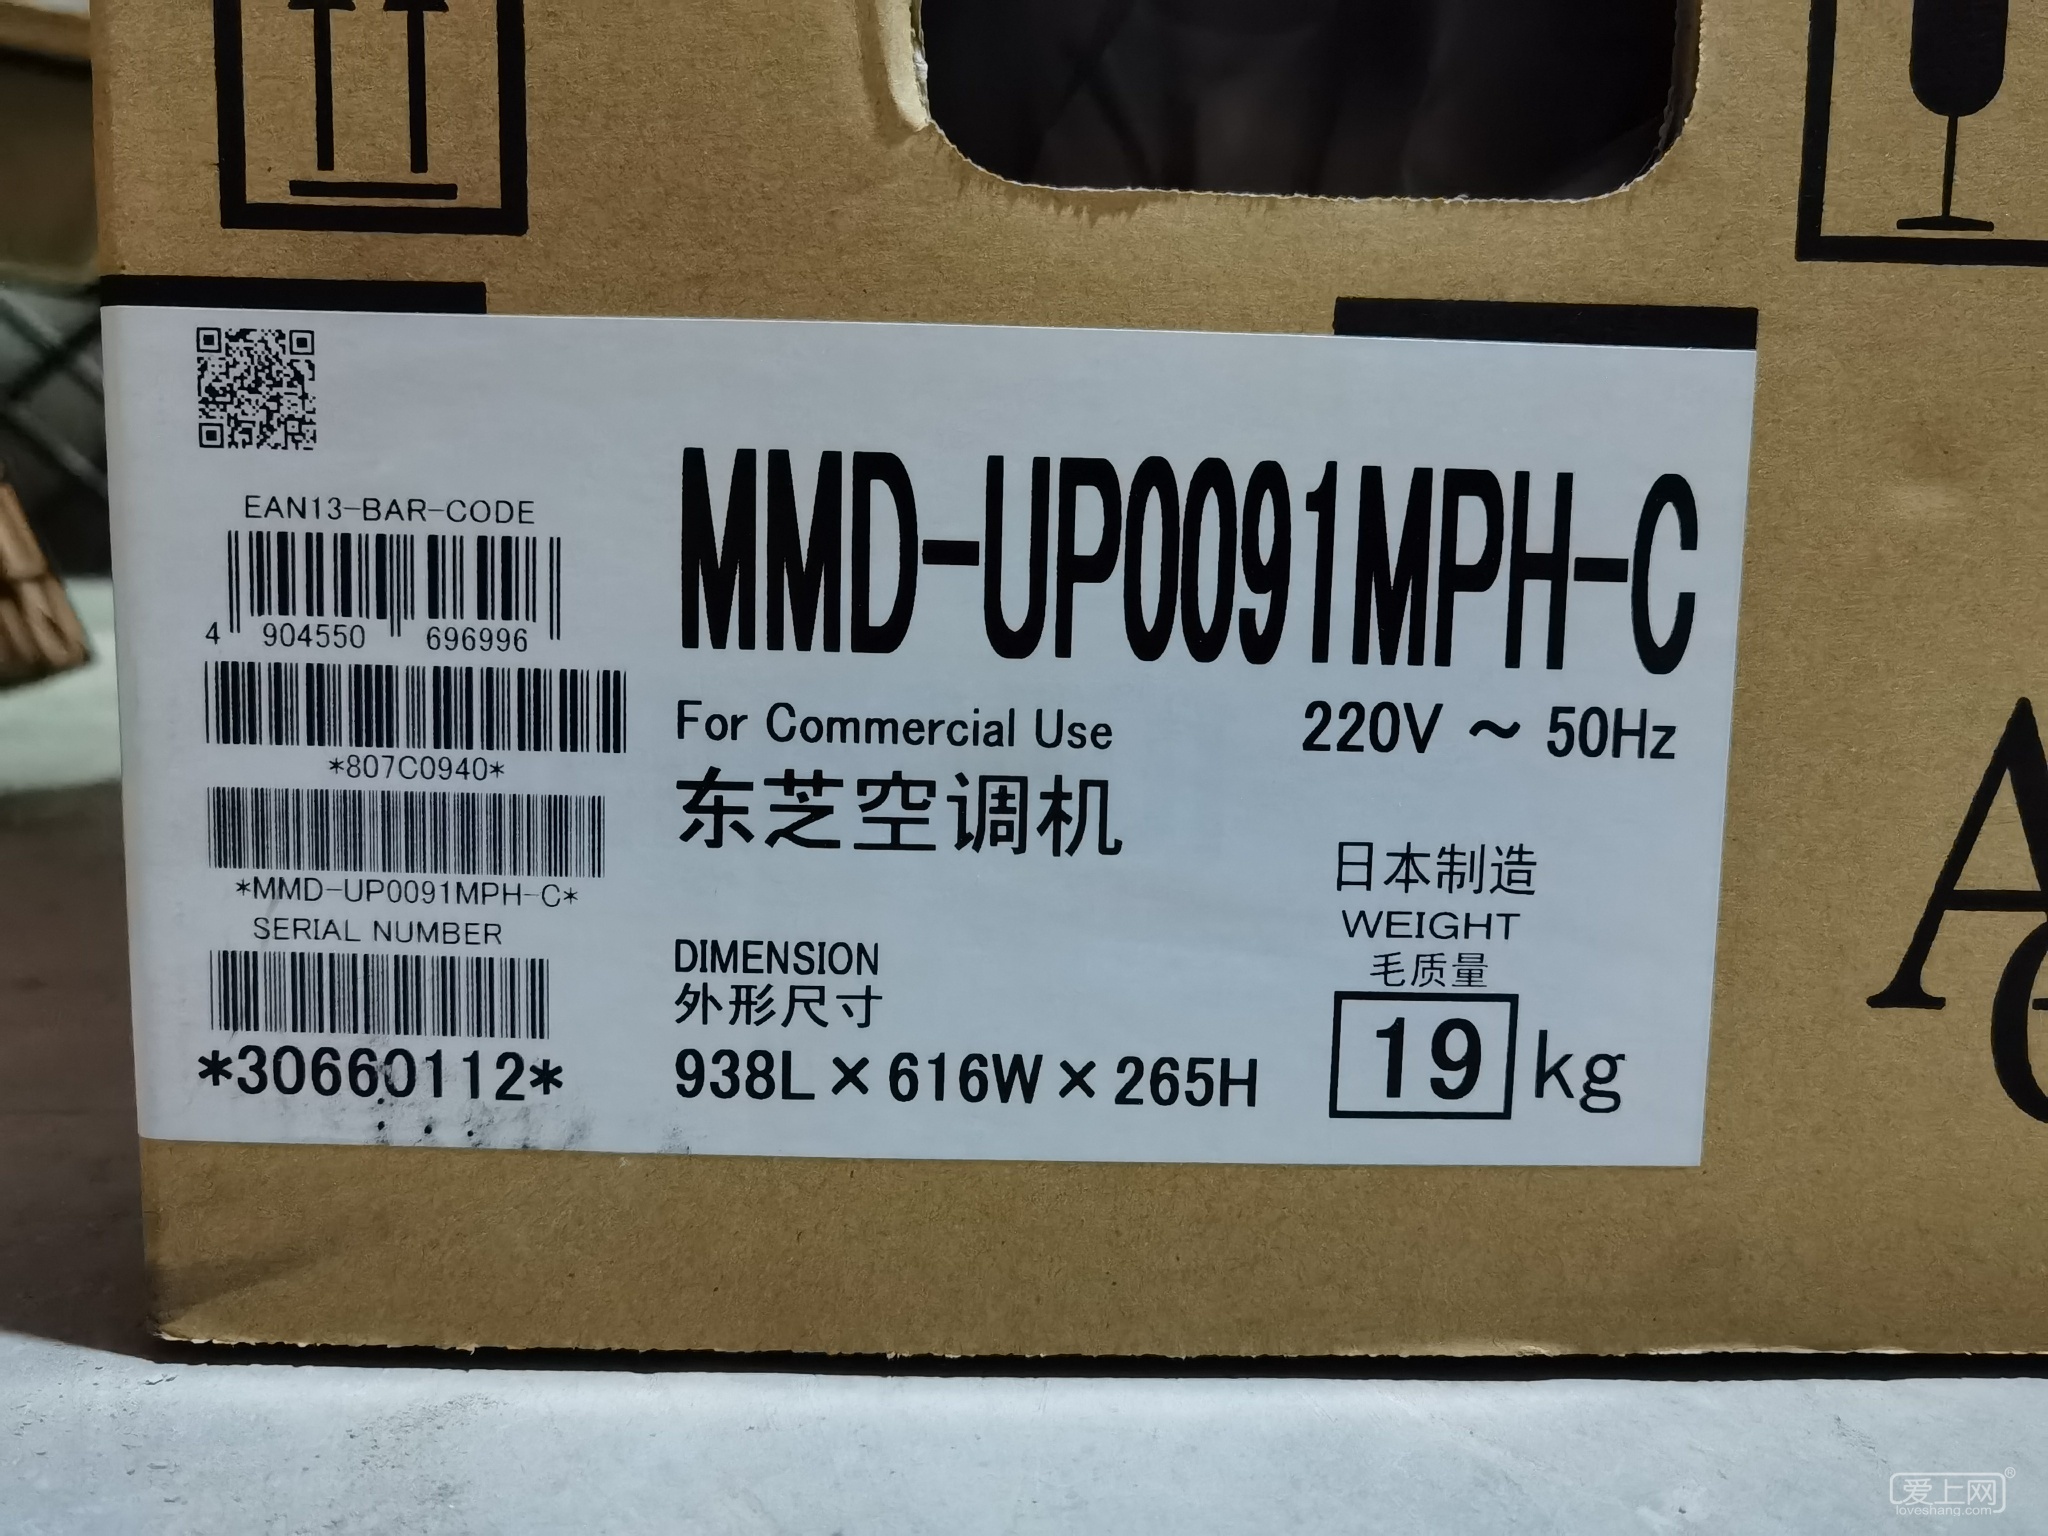 EAN13-BAR-CODE
4 904550 696996
*807C0940*
*MMD-UP0091MPH-C*
SERIAL NUMBER
*30660112*
MMD-UP0091MPH-C
For Commercial Use 220V ~ 50Hz
东芝空调机
日本制造
WEIGHT
毛质量
19 kg
DIMENSION
外形尺寸
938L×616W×265H
爱上网®
loveshang.com